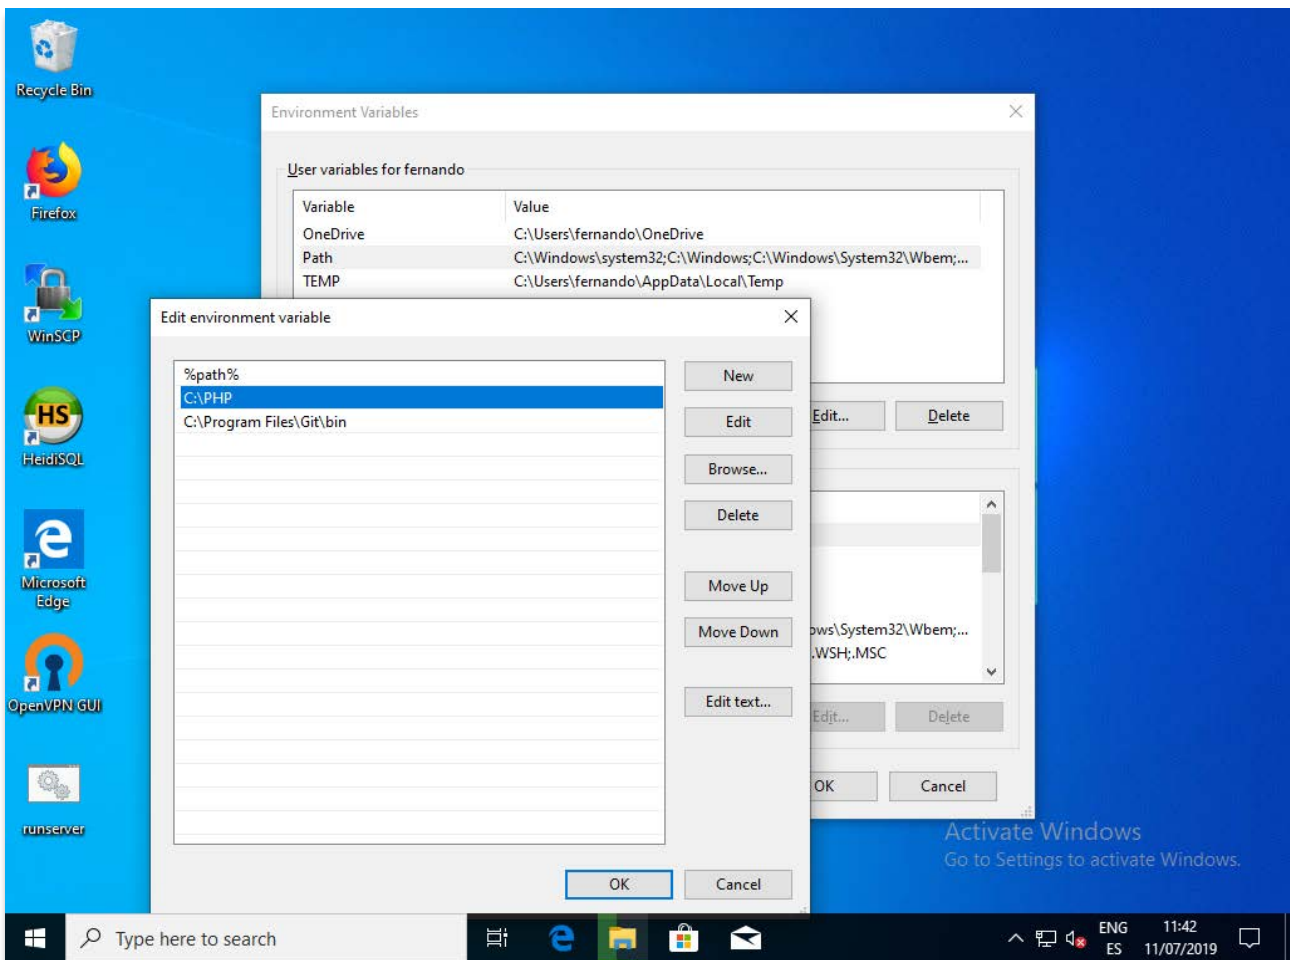 Recycle Bin
Firefox
WinSCP
HS
HeidiSQL
Microsoft
Edge
OpenVPN GUI
runserver
Environment Variables
User variables for fernando
Variable Value
OneDrive C:\Users\fernando\OneDrive
Path C:\Windows\system32;C:\Windows;C:\Windows\System32\Wbem;...
TEMP C:\Users\fernando\AppData\Local\Temp
Edit... Delete
ows\System32\Wbem;...
.WSH;.MSC
Edit... Delete
OK Cancel
Edit environment variable
%path%
C:\PHP
C:\Program Files\Git\bin
New
Edit
Browse...
Delete
Move Up
Move Down
Edit text...
OK Cancel
Activate Windows
Go to Settings to activate Windows.
Type here to search
ENG
ES
11:42
11/07/2019